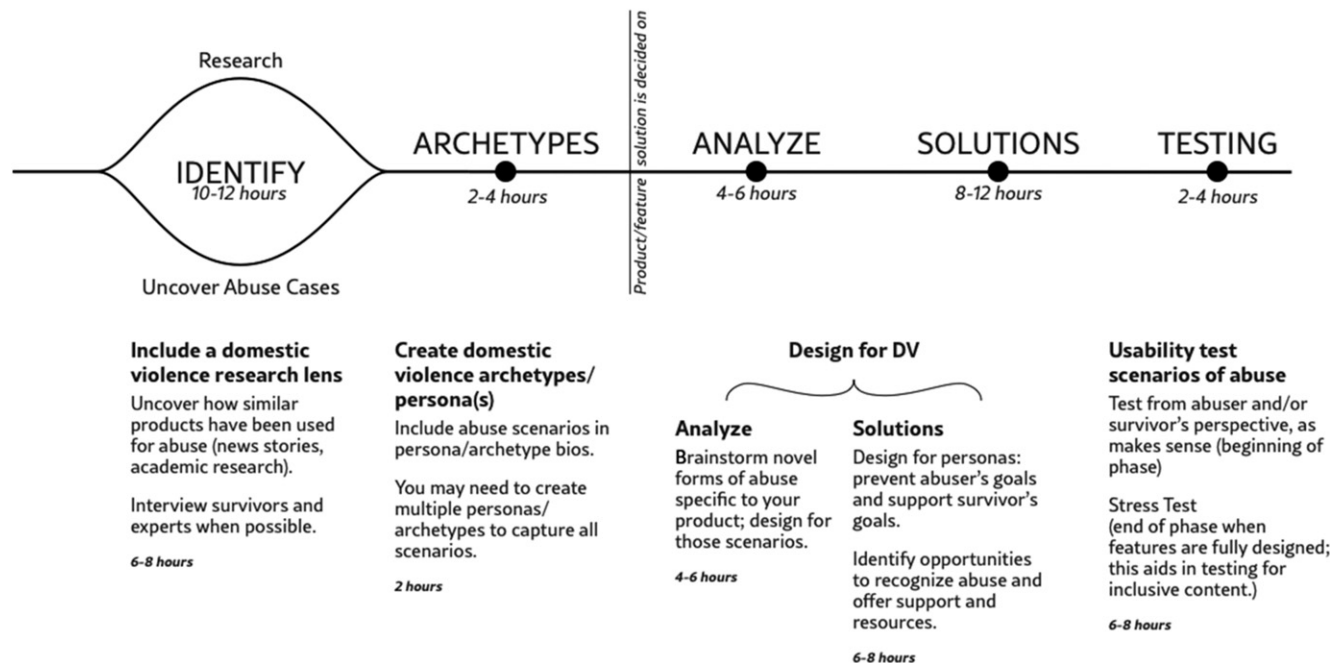 Research
IDENTIFY
10-12 hours
Uncover Abuse Cases
ARCHETYPES
2-4 hours
Product/feature solution is decided on
ANALYZE
4-6 hours
SOLUTIONS
8-12 hours
TESTING
2-4 hours
Include a domestic
violence research lens
Uncover how similar
products have been used
for abuse (news stories,
academic research).
Interview survivors and
experts when possible.
6-8 hours
Create domestic
violence archetypes/
persona(s)
Include abuse scenarios in
persona/archetype bios.
You may need to create
multiple personas/
archetypes to capture all
scenarios.
2 hours
Design for DV
Analyze
Brainstorm novel
forms of abuse
specific to your
product; design for
those scenarios.
4-6 hours
Solutions
Design for personas:
prevent abuser's goals
and support survivor's
goals.
Identify opportunities
to recognize abuse and
offer support and
resources.
6-8 hours
Usability test
scenarios of abuse
Test from abuser and/or
survivor's perspective, as
makes sense (beginning of
phase)
Stress Test
(end of phase when
features are fully designed;
this aids in testing for
inclusive content.)
6-8 hours